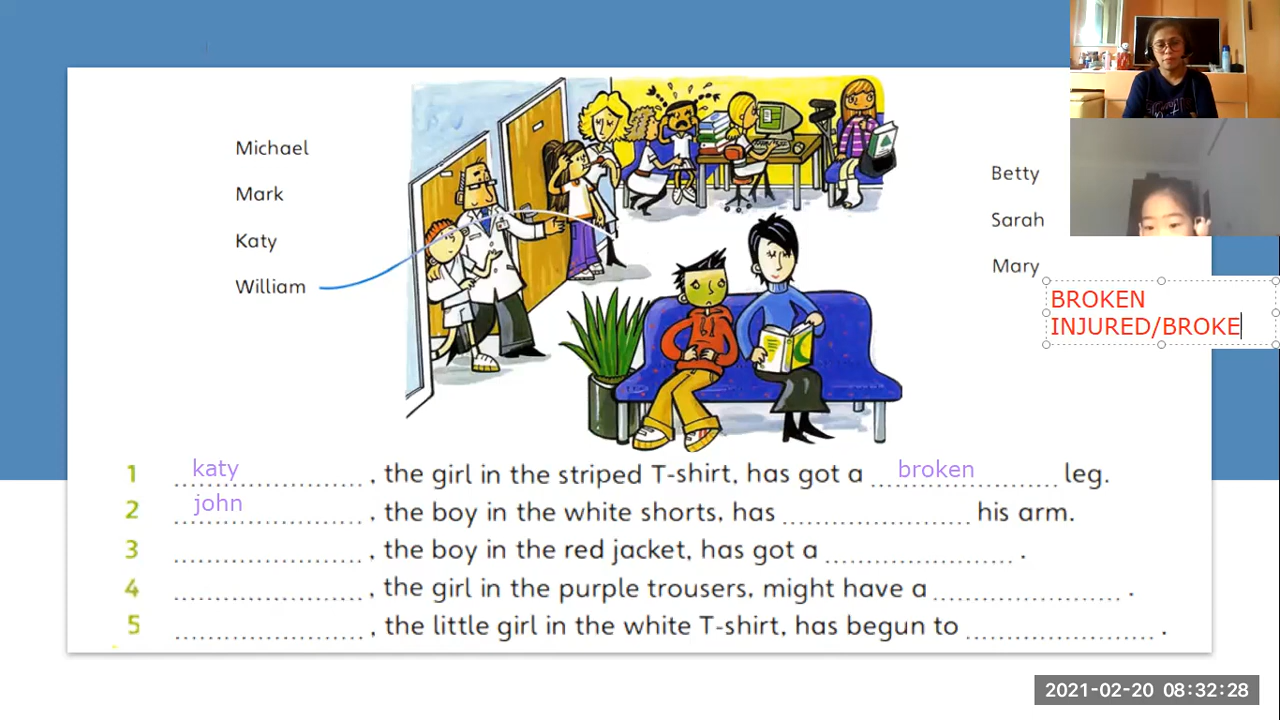 Michael
Mark
Katy
William
Betty
Sarah
Mary
BROKEN
INJURED/BROKE
1 katy, the girl in the striped T-shirt, has got a broken leg.
2 john, the boy in the white shorts, has .................... his arm.
3 ...................., the boy in the red jacket, has got a .................... .
4 ...................., the girl in the purple trousers, might have a .................... .
5 ...................., the little girl in the white T-shirt, has begun to .................... .
2021-02-20 08:32:28